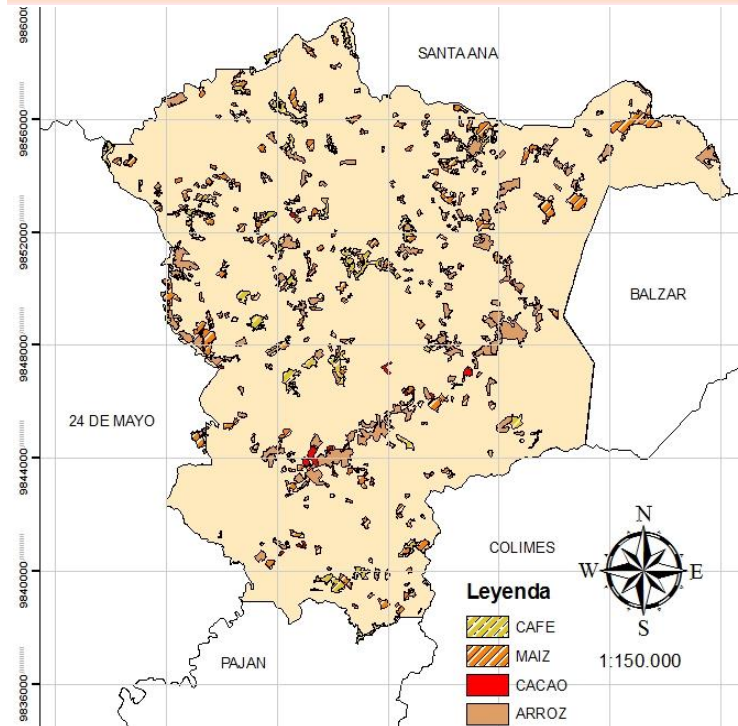 9860000
SANTA ANA
9856000
9852000
BALZAR
9848000
24 DE MAYO
9844000
COLIMES
N
W
E
S
9840000
Leyenda
CAFE
MAIZ
1:150.000
PAJAN
CACAO
9836000
ARROZ